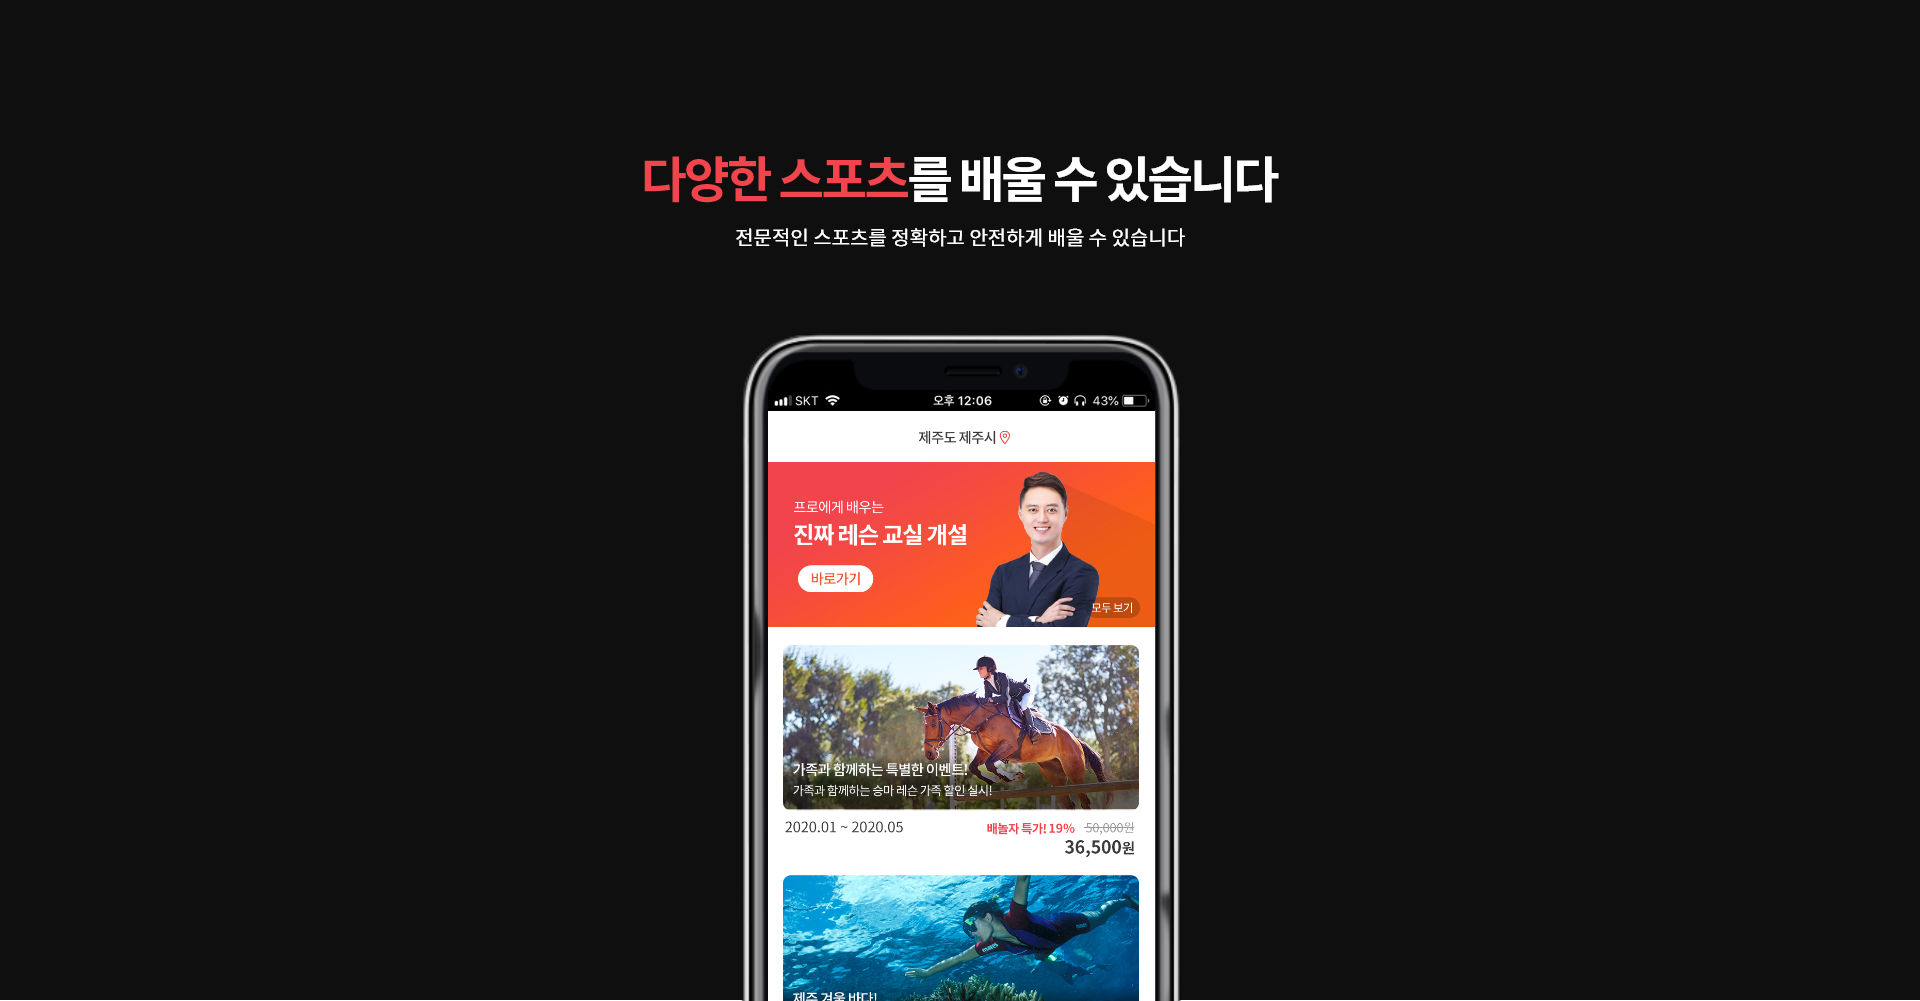 다양한 스포츠를 배울 수 있습니다
전문적인 스포츠를 정확하고 안전하게 배울 수 있습니다
SKT 오후 12:06 43%
제주도 제주시
프로에게 배우는
진짜 레슨 교실 개설
바로가기
모두 보기
가족과 함께하는 특별한 이벤트!
가족과 함께하는 승마 레슨 가족 할인 실시!
2020.01 ~ 2020.05 배놀자 특가! 19% 50,000원
36,500원
제주 겨울 바다!